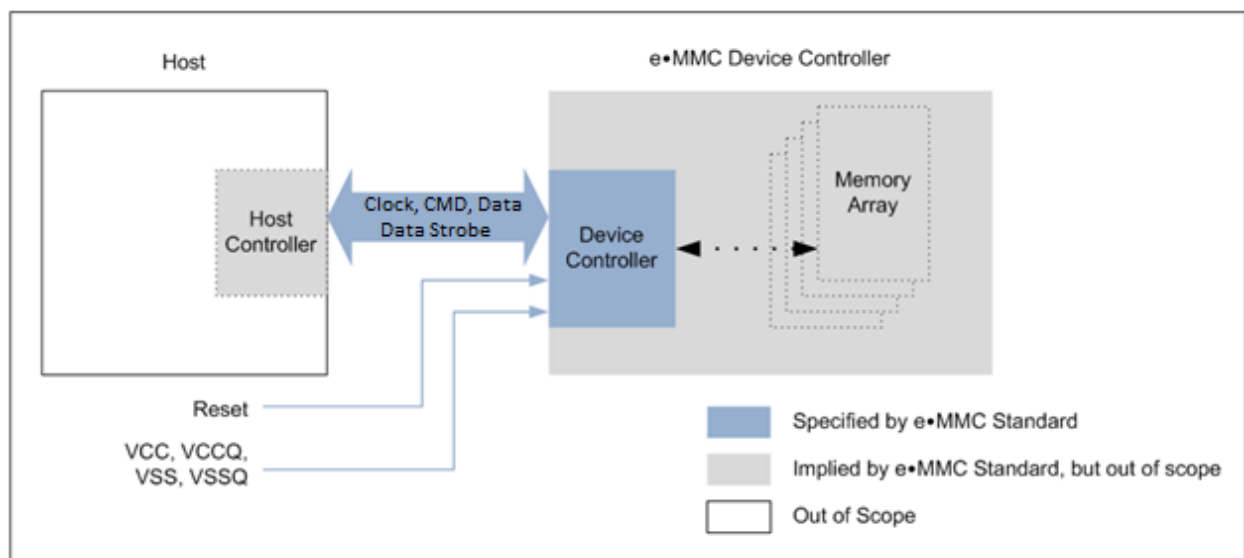 Host
e•MMC Device Controller
Host
Controller
Clock, CMD, Data
Data Strobe
Device
Controller
Memory
Array
Reset
VCC, VCCQ,
VSS, VSSQ
Specified by e•MMC Standard
Implied by e•MMC Standard, but out of scope
Out of Scope